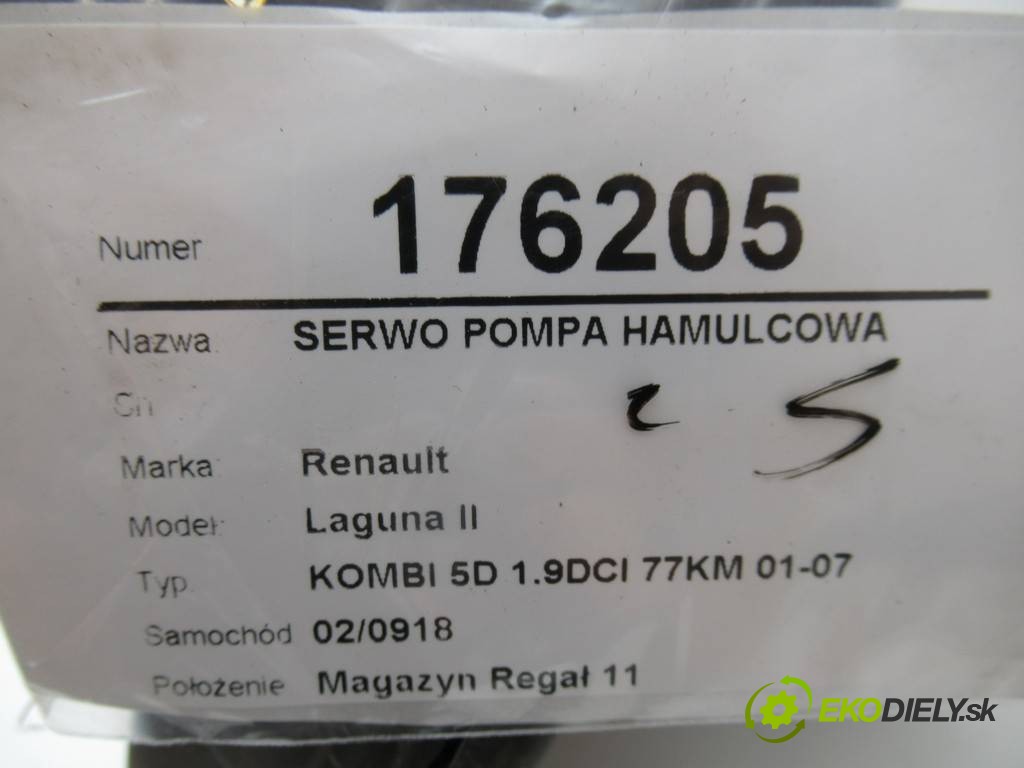 Numer 176205
Nazwa: SERWO POMPA HAMULCOWA
Marka: Renault
Model: Laguna II
Typ KOMBI 5D 1.9DCI 77KM 01-07
Samochód 02/0918
Położenie Magazyn Regał 11
EKODIELY.sk